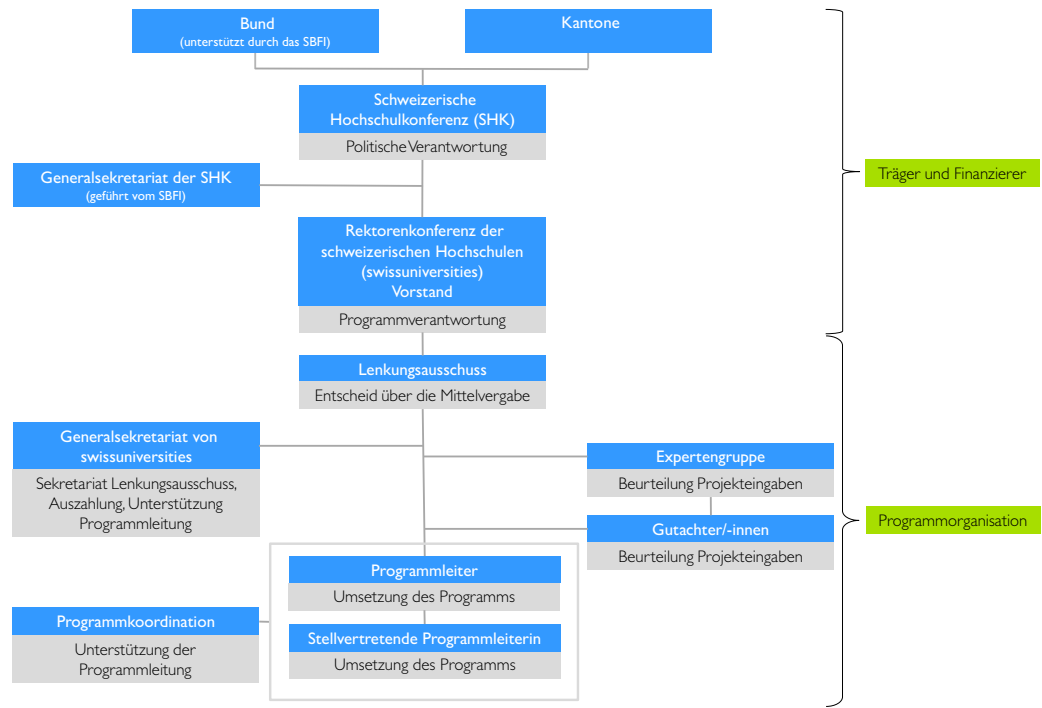 Bund
(unterstützt durch das SBFI)
Kantone
Schweizerische
Hochschulkonferenz (SHK)
Politische Verantwortung
Generalsekretariat der SHK
(geführt vom SBFI)
Träger und Finanzierer
Rektorenkonferenz der
schweizerischen Hochschulen
(swissuniversities)
Vorstand
Programmverantwortung
Lenkungsausschuss
Entscheid über die Mittelvergabe
Generalsekretariat von
swissuniversities
Sekretariat Lenkungsausschuss,
Auszahlung, Unterstützung
Programmleitung
Expertengruppe
Beurteilung Projekteingaben
Gutachter/-innen
Beurteilung Projekteingaben
Programmorganisation
Programmleiter
Umsetzung des Programms
Stellvertretende Programmleiterin
Umsetzung des Programms
Programmkoordination
Unterstützung der
Programmleitung